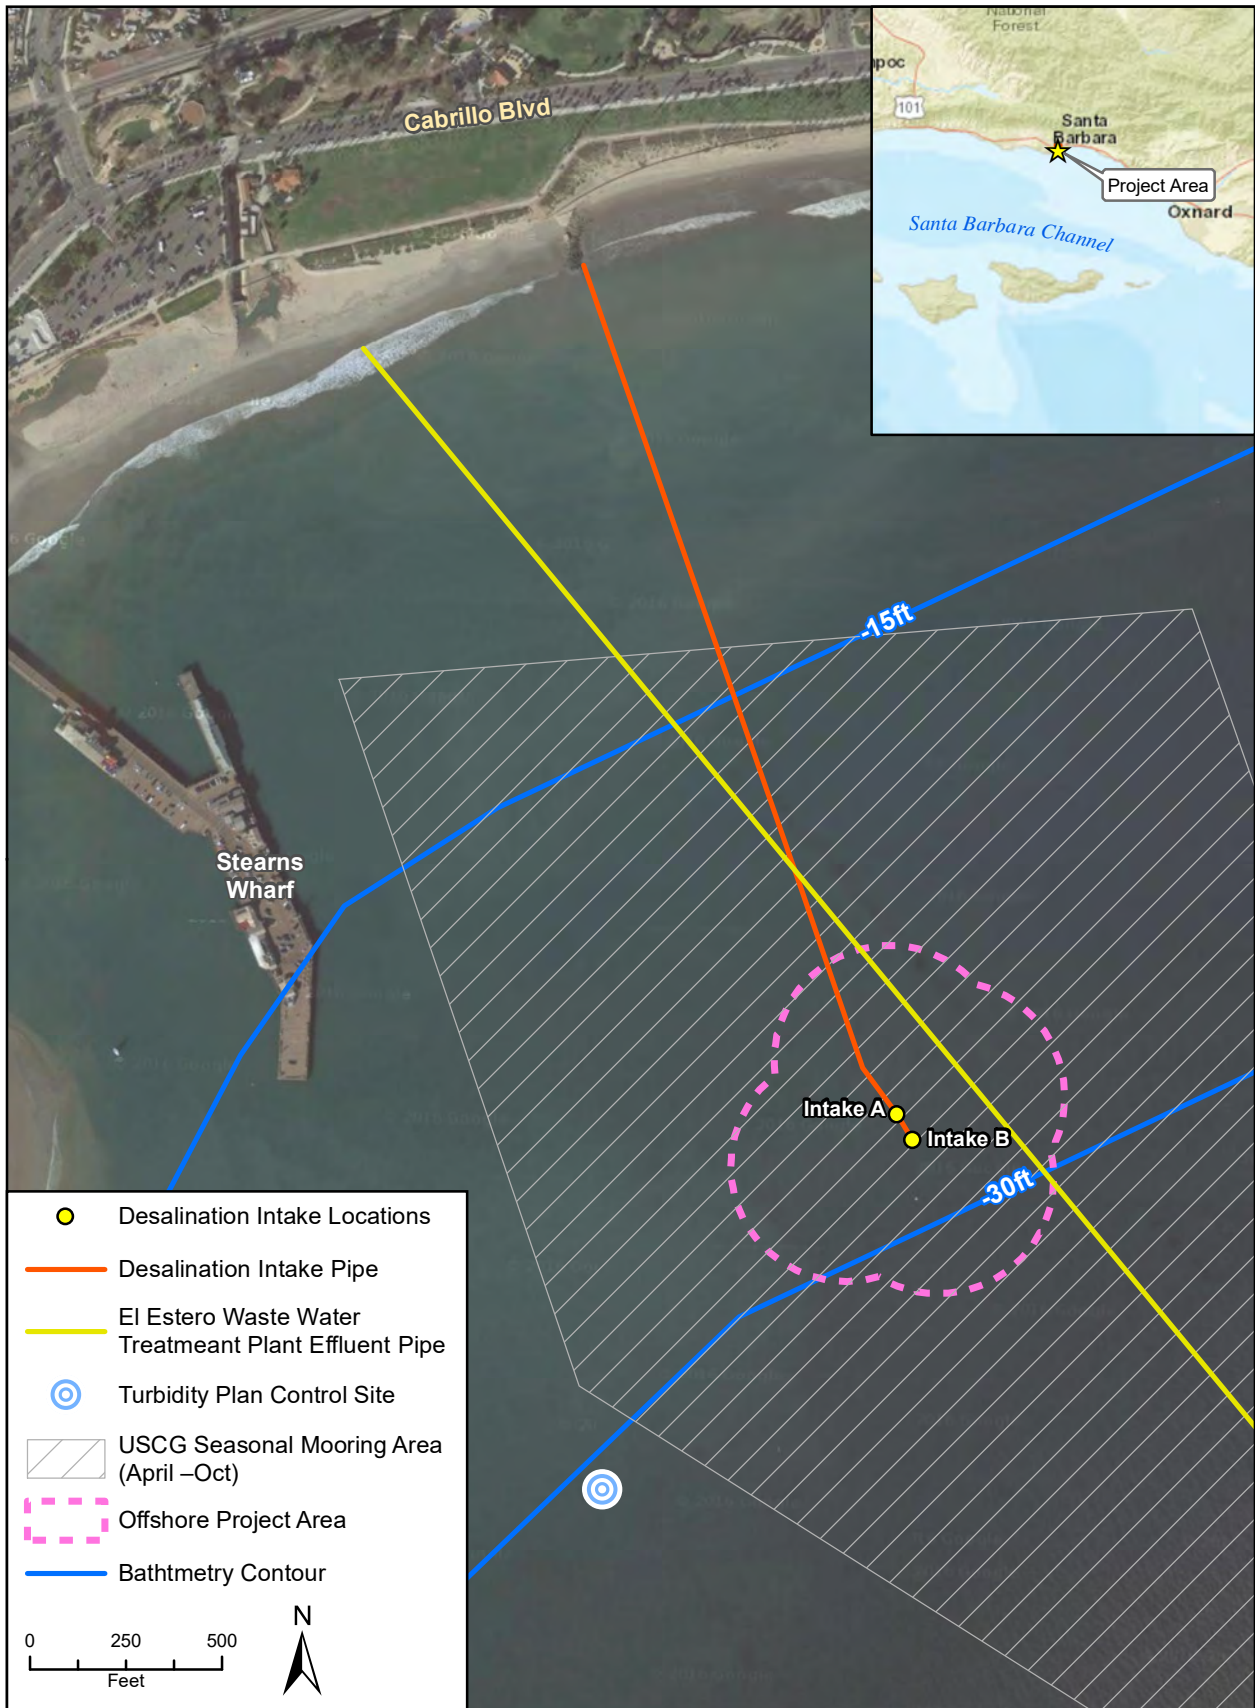 National
Forest
poc
101
Santa
Barbara
Project Area
Oxnard
Santa Barbara Channel
Cabrillo Blvd
-15ft
Stearns
Wharf
Intake A
Intake B
-30ft
Desalination Intake Locations
Desalination Intake Pipe
El Estero Waste Water
Treatmeant Plant Effluent Pipe
Turbidity Plan Control Site
USCG Seasonal Mooring Area
(April –Oct)
Offshore Project Area
Bathtmetry Contour
N
0 250 500
Feet